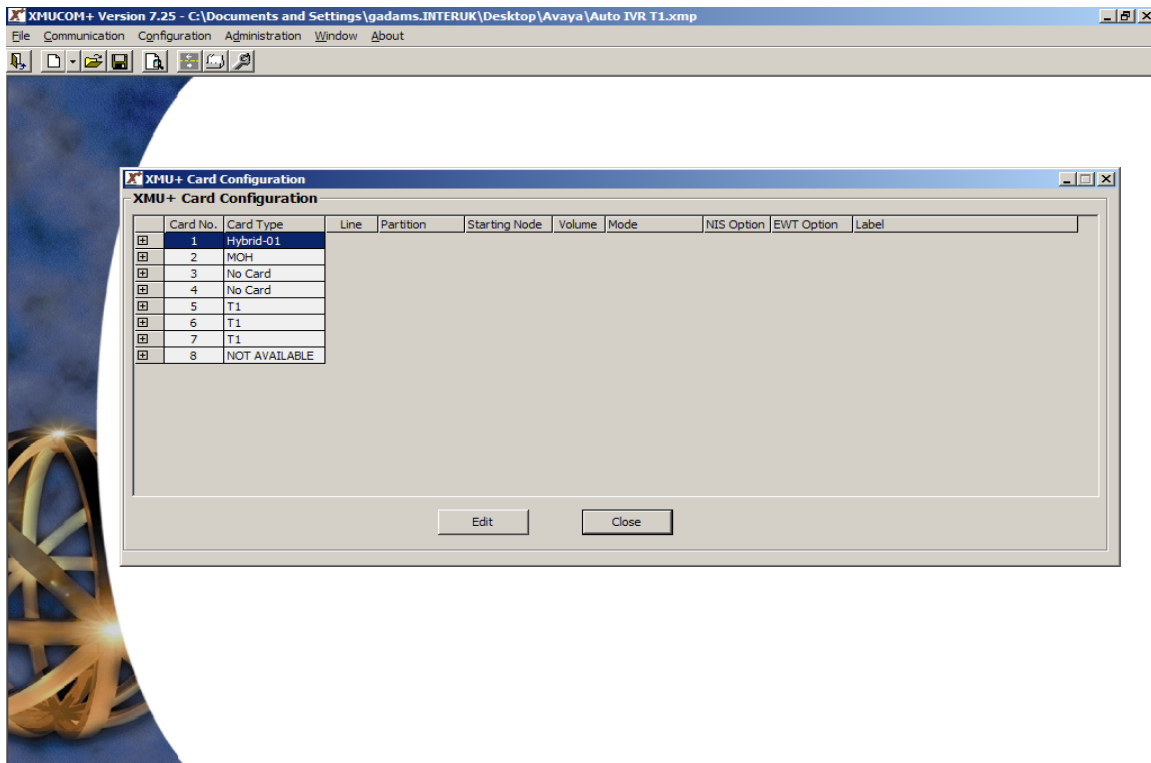 XMUCOM+ Version 7.25 - C:\Documents and Settings\gadams.INTERUK\Desktop\Avaya\Auto IVR T1.xmp
File Communication Configuration Administration Window About
XMU+ Card Configuration
XMU+ Card Configuration
Card No. Card Type Line Partition Starting Node Volume Mode NIS Option EWT Option Label
1 Hybrid-01
2 MOH
3 No Card
4 No Card
5 T1
6 T1
7 T1
8 NOT AVAILABLE
Edit Close